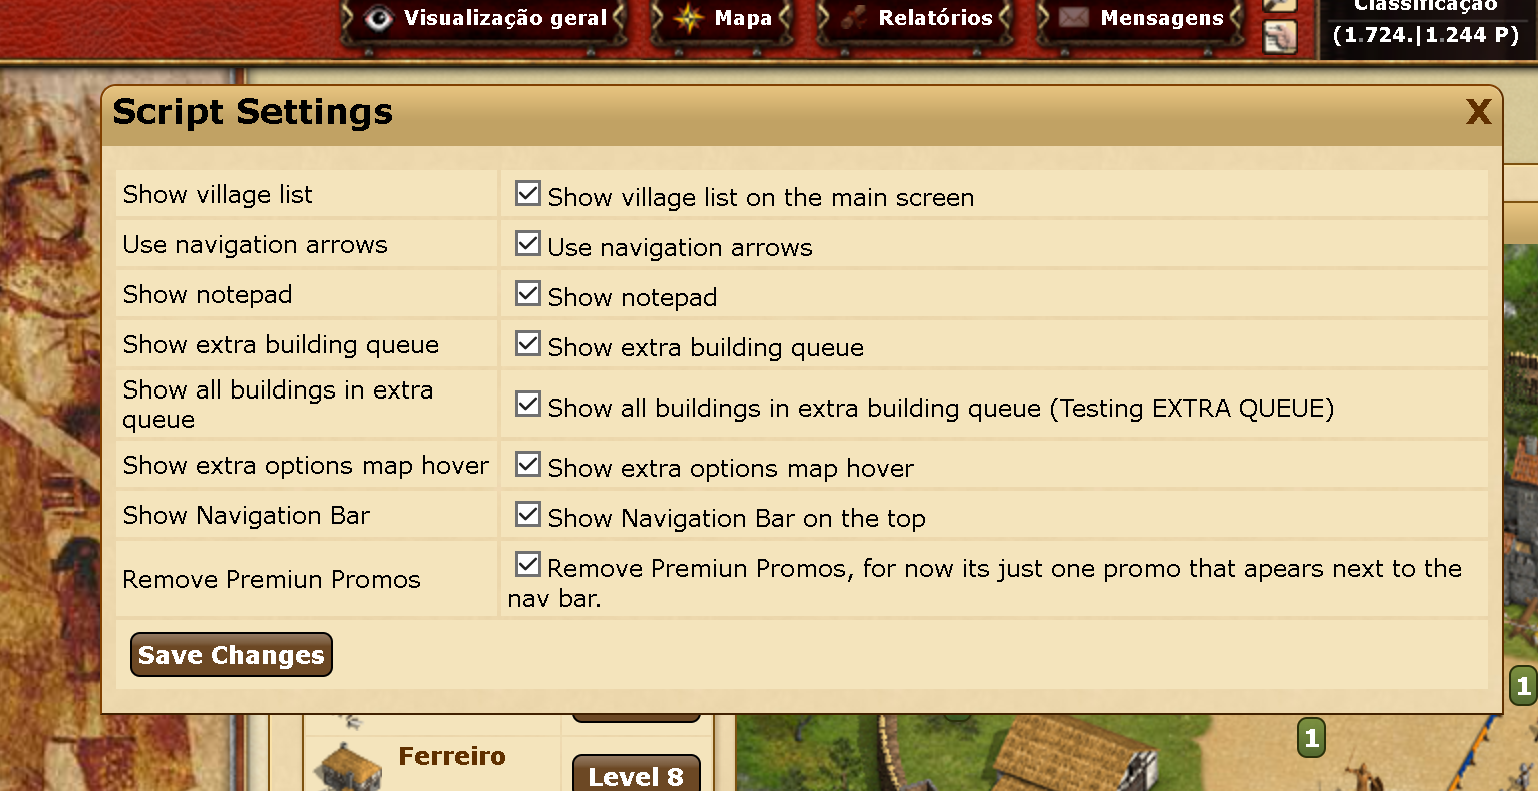 Visualização geral Mapa Relatórios Mensagens Classificação
(1.724.|1.244 P)
Script Settings X
Show village list Show village list on the main screen
Use navigation arrows Use navigation arrows
Show notepad Show notepad
Show extra building queue Show extra building queue
Show all buildings in extra
queue Show all buildings in extra building queue (Testing EXTRA QUEUE)
Show extra options map hover Show extra options map hover
Show Navigation Bar Show Navigation Bar on the top
Remove Premiun Promos Remove Premiun Promos, for now its just one promo that apears next to the
nav bar.
Save Changes
1
1
Ferreiro
Level 8